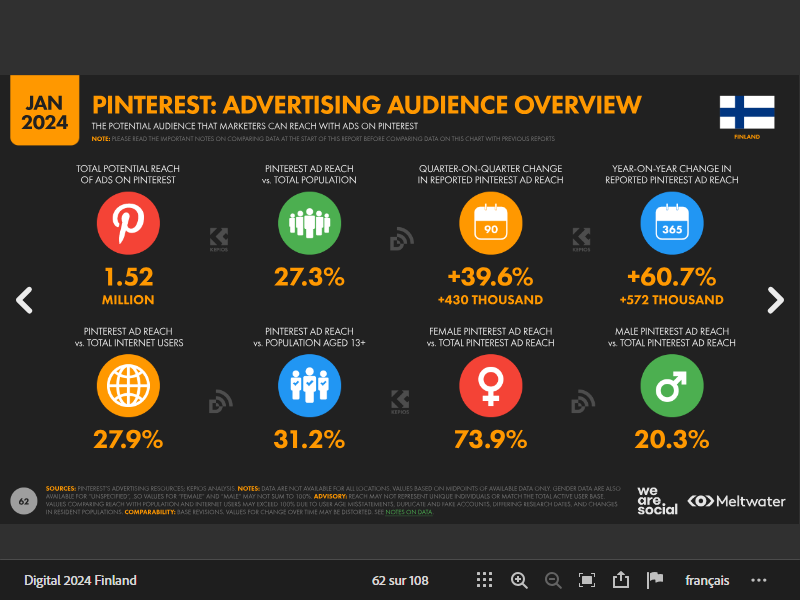 JAN
2024
PINTEREST: ADVERTISING AUDIENCE OVERVIEW
THE POTENTIAL AUDIENCE THAT MARKETERS CAN REACH WITH ADS ON PINTEREST
NOTE: PLEASE READ THE IMPORTANT NOTES ON COMPARING DATA AT THE START OF THIS REPORT BEFORE COMPARING DATA ON THIS CHART WITH PREVIOUS REPORTS
FINLAND
TOTAL POTENTIAL REACH
OF ADS ON PINTEREST
PINTEREST AD REACH
vs. TOTAL POPULATION
QUARTER-ON-QUARTER CHANGE
IN REPORTED PINTEREST AD REACH
YEAR-ON-YEAR CHANGE IN
REPORTED PINTEREST AD REACH
90
365
KEPIOS
KEPIOS
1.52
MILLION
27.3%
+39.6%
+430 THOUSAND
+60.7%
+572 THOUSAND
PINTEREST AD REACH
vs. TOTAL INTERNET USERS
PINTEREST AD REACH
vs. POPULATION AGED 13+
FEMALE PINTEREST AD REACH
vs. TOTAL PINTEREST AD REACH
MALE PINTEREST AD REACH
vs. TOTAL PINTEREST AD REACH
KEPIOS
27.9%
31.2%
73.9%
20.3%
62
SOURCES: PINTEREST'S ADVERTISING RESOURCES; KEPIOS ANALYSIS. NOTES: DATA ARE NOT AVAILABLE FOR ALL LOCATIONS. VALUES BASED ON MIDPOINTS OF AVAILABLE DATA ONLY. GENDER DATA ARE ALSO
AVAILABLE FOR "UNSPECIFIED", SO VALUES FOR "FEMALE" AND "MALE" MAY NOT SUM TO 100%. ADVISORY: REACH MAY NOT REPRESENT UNIQUE INDIVIDUALS OR MATCH THE TOTAL ACTIVE USER BASE.
VALUES COMPARING REACH WITH POPULATION AND INTERNET USERS MAY EXCEED 100% DUE TO USER AGE MISSTATEMENTS, DUPLICATE AND FAKE ACCOUNTS, DIFFERING RESEARCH DATES, AND CHANGES
IN RESIDENT POPULATIONS. COMPARABILITY: BASE REVISIONS. VALUES FOR CHANGE OVER TIME MAY BE DISTORTED. SEE NOTES ON DATA
we
are.
social
Meltwater
Digital 2024 Finland
62 sur 108
français